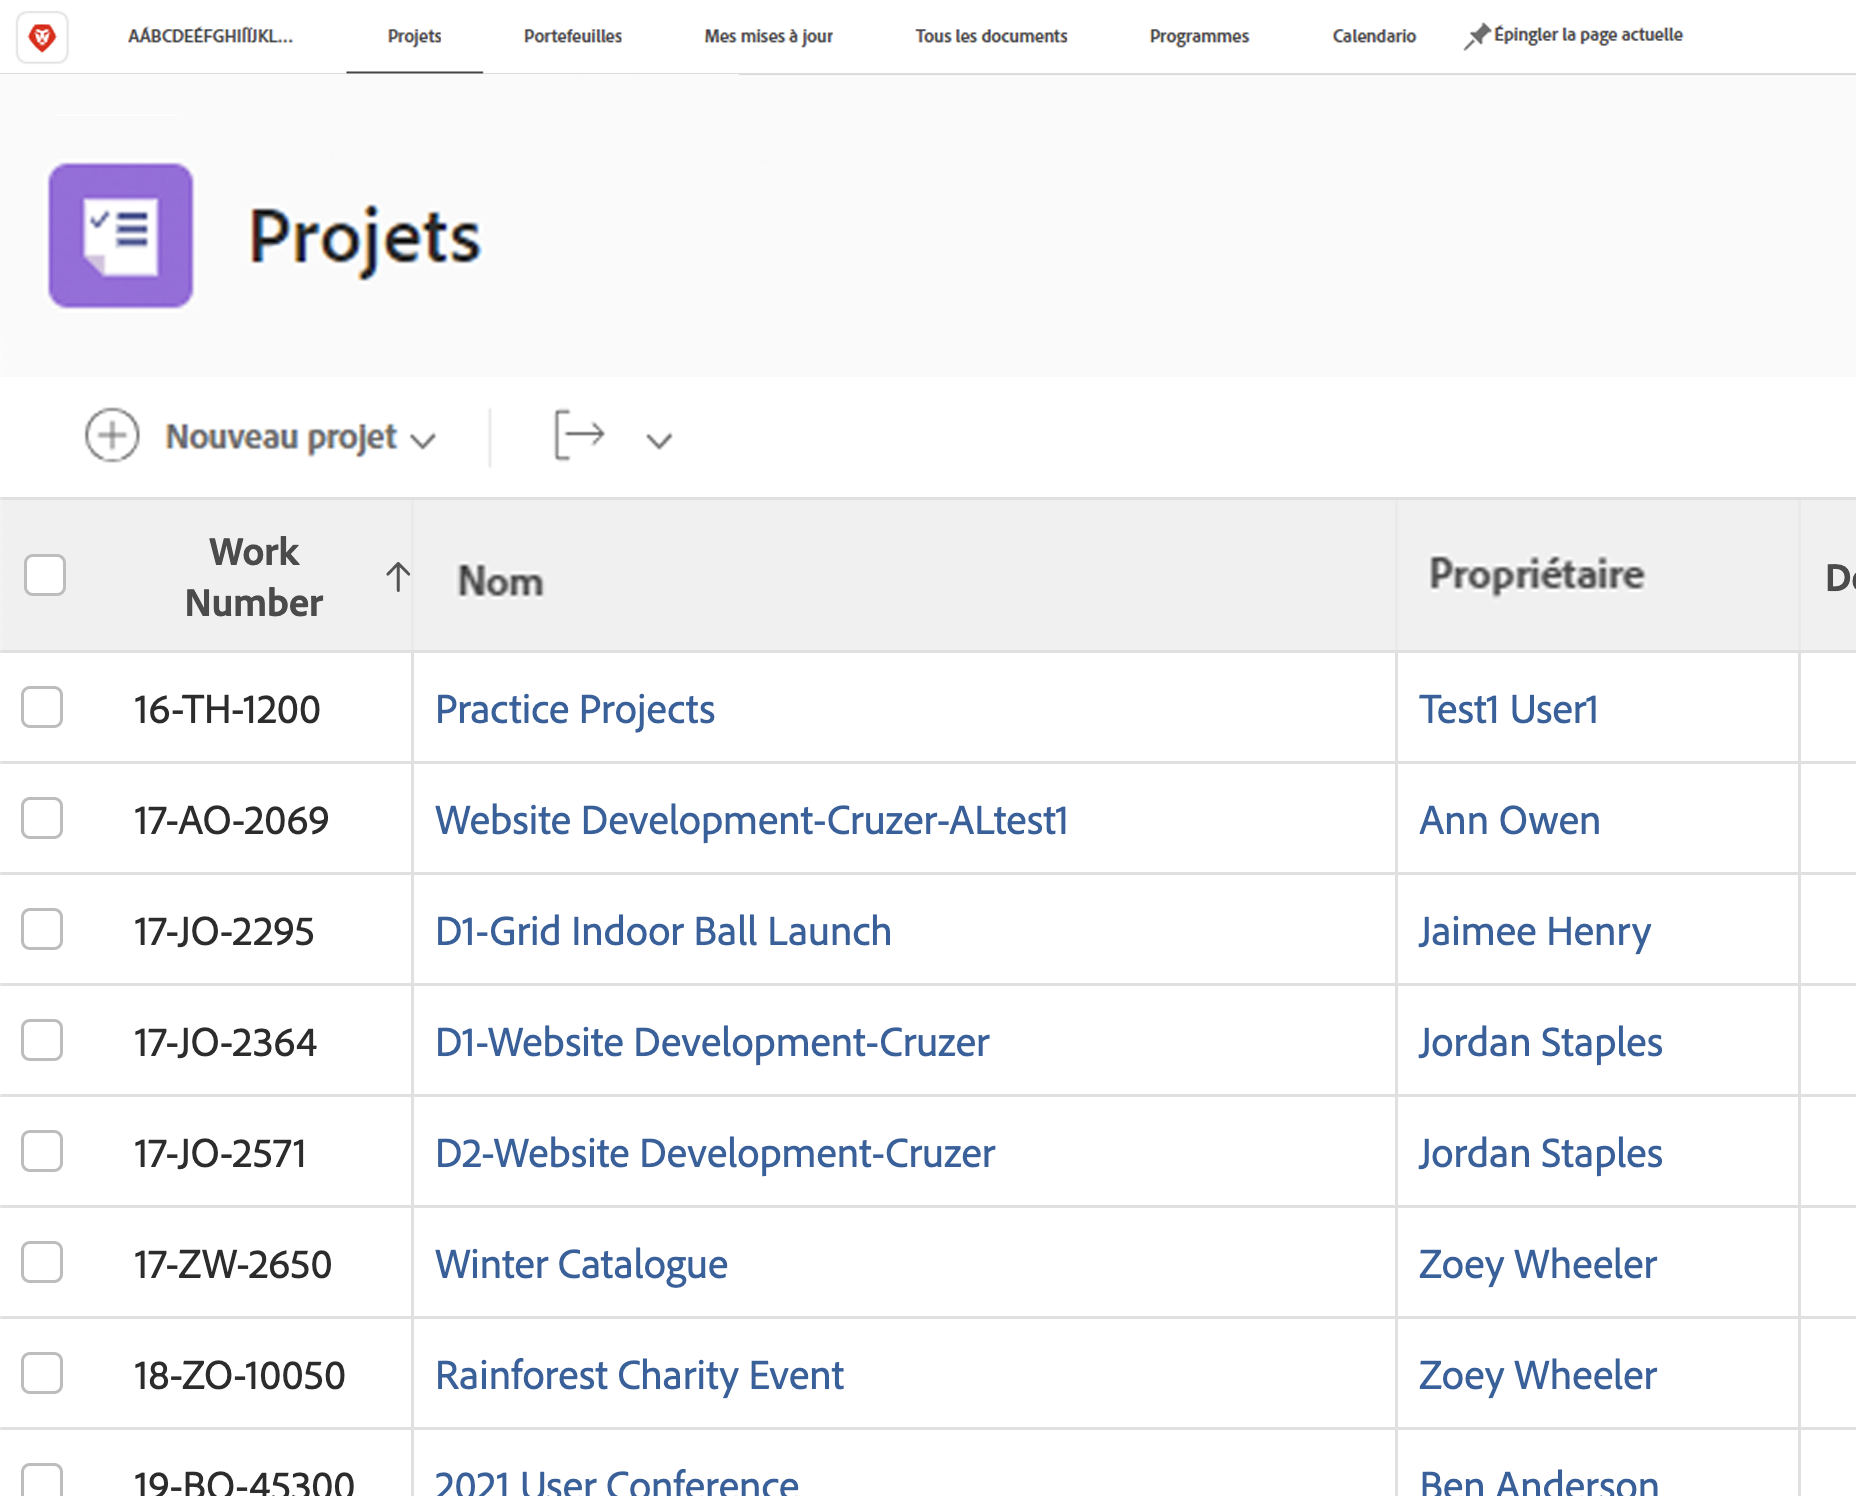 AÁBCDEÉFGHIÍÏJKL... Projets Portefeuilles Mes mises à jour Tous les documents Programmes Calendario Épingler la page actuelle
Projets
Nouveau projet
Work Number Nom Propriétaire
16-TH-1200 Practice Projects Test1 User1
17-AO-2069 Website Development-Cruzer-ALtest1 Ann Owen
17-JO-2295 D1-Grid Indoor Ball Launch Jaimee Henry
17-JO-2364 D1-Website Development-Cruzer Jordan Staples
17-JO-2571 D2-Website Development-Cruzer Jordan Staples
17-ZW-2650 Winter Catalogue Zoey Wheeler
18-ZO-10050 Rainforest Charity Event Zoey Wheeler
19-BO-45300 2021 User Conference Ben Anderson